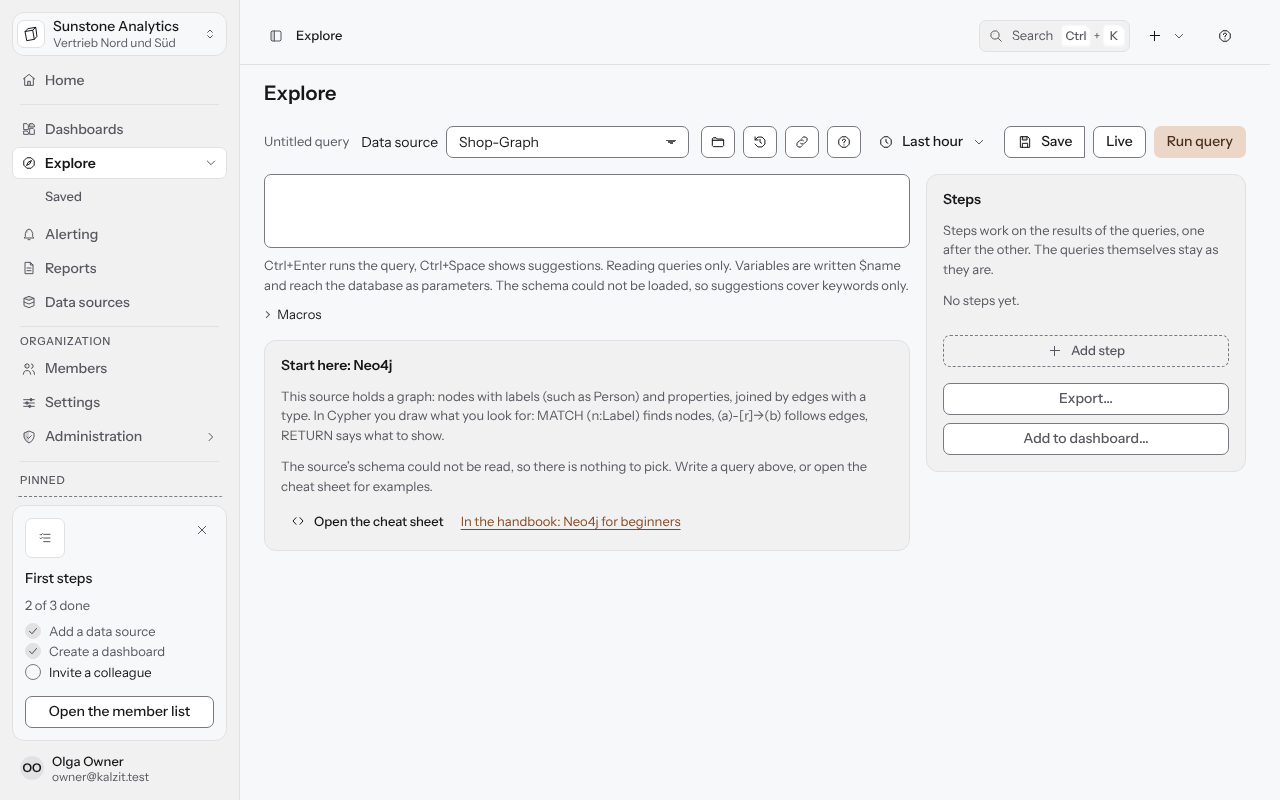 Sunstone Analytics
Vertrieb Nord und Süd
Home
Dashboards
Explore
Saved
Alerting
Reports
Data sources
ORGANIZATION
Members
Settings
Administration
PINNED
First steps
2 of 3 done
Add a data source
Create a dashboard
Invite a colleague
Open the member list
OO
Olga Owner
owner@kalzit.test
Explore
Search Ctrl + K
Explore
Untitled query Data source Shop-Graph Last hour Save Live Run query
Ctrl+Enter runs the query, Ctrl+Space shows suggestions. Reading queries only. Variables are written $name
and reach the database as parameters. The schema could not be loaded, so suggestions cover keywords only.
Macros
Start here: Neo4j
This source holds a graph: nodes with labels (such as Person) and properties, joined by edges with a
type. In Cypher you draw what you look for: MATCH (n:Label) finds nodes, (a)-[r]->(b) follows edges,
RETURN says what to show.
The source's schema could not be read, so there is nothing to pick. Write a query above, or open the
cheat sheet for examples.
Open the cheat sheet In the handbook: Neo4j for beginners
Steps
Steps work on the results of the queries, one
after the other. The queries themselves stay as
they are.
No steps yet.
Add step
Export...
Add to dashboard...